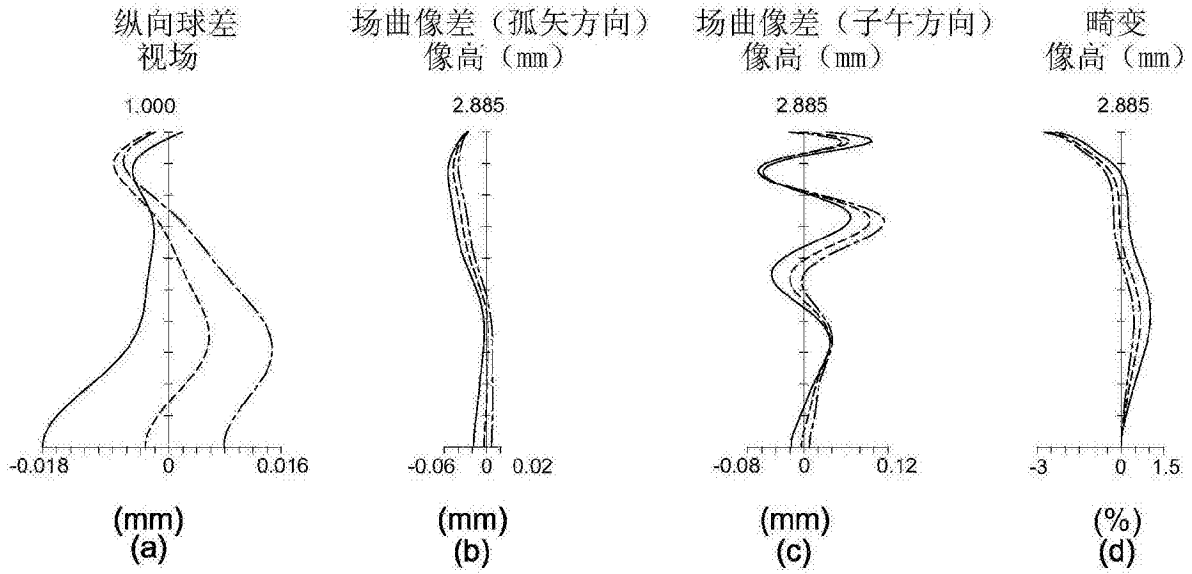 纵向球差
视场
1.000
-0.018 0 0.016
(mm)
(a)
场曲像差（孤矢方向）
像高（mm）
2.885
-0.06 0 0.02
(mm)
(b)
场曲像差（子午方向）
像高（mm）
2.885
-0.08 0 0.12
(mm)
(c)
畸变
像高（mm）
2.885
-3 0 1.5
(%)
(d)